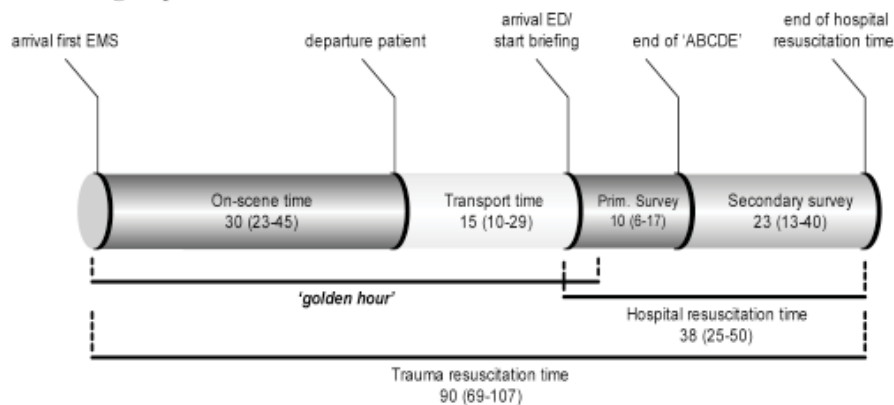 arrival first EMS
departure patient
arrival ED/
start briefing
end of ‘ABCDE’
end of hospital
resuscitation time
On-scene time
30 (23-45)
Transport time
15 (10-29)
Prim. Survey
10 (6-17)
Secondary survey
23 (13-40)
‘golden hour’
Hospital resuscitation time
38 (25-50)
Trauma resuscitation time
90 (69-107)